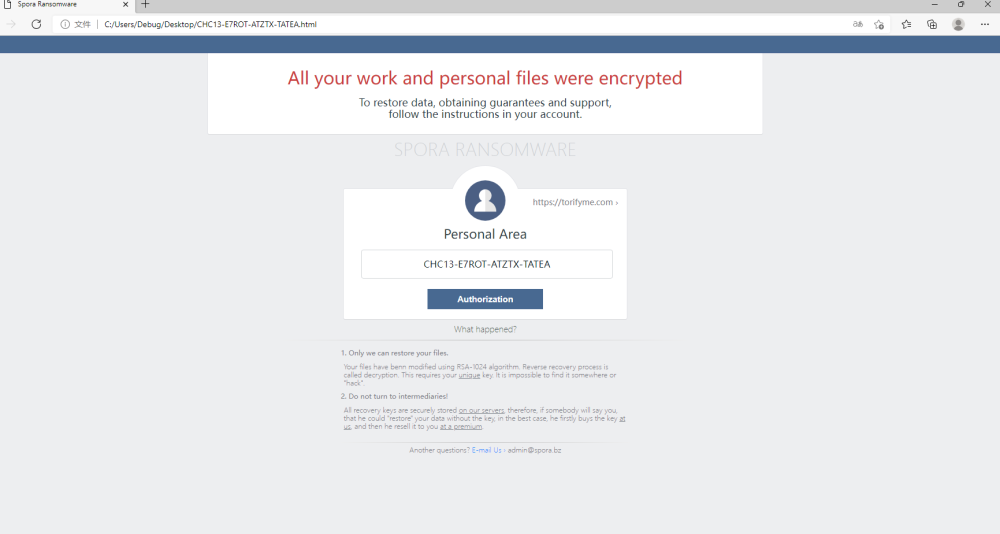 Spora Ransomware
文件 C:/Users/Debug/Desktop/CHC13-E7ROT-ATZTX-TATEA.html
All your work and personal files were encrypted
To restore data, obtaining guarantees and support,
follow the instructions in your account.
SPORA RANSOMWARE
https://torifyme.com ›
Personal Area
CHC13-E7ROT-ATZTX-TATEA
Authorization
What happened?
1. Only we can restore your files.
Your files have benn modified using RSA-1024 algorithm. Reverse recovery process is
called decryption. This requires your unique key. It is impossible to find it somewhere or
"hack".
2. Do not turn to intermediaries!
All recovery keys are securely stored on our servers, therefore, if somebody will say you,
that he could "restore" your data without the key, in the best case, he firstly buys the key at
us, and then he resell it to you at a premium.
Another questions? E-mail Us › admin@spora.bz